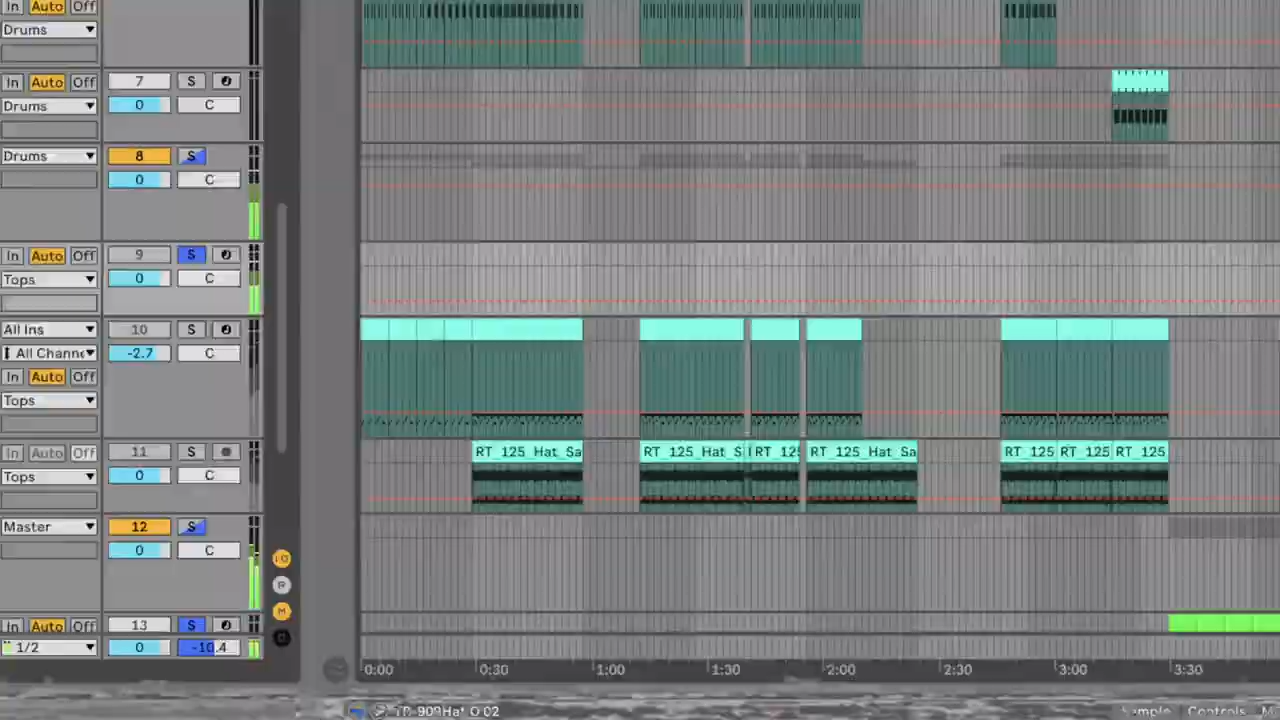 In Auto Off
Drums
In Auto Off 7 S
Drums 0 C
Drums 8 S
0 C
In Auto Off 9 S
Tops 0 C
All Ins 10 S
All Channe -2.7 C
In Auto Off
Tops
In Auto Off 11 S RT_125_Hat_Sa RT_125_Hat_S RT_125 RT_125_Hat_Sa RT_125 RT_125 RT_125
Tops 0 C
Master 12 S
0 C
R
M
In Auto Off 13 S
1/2 0 -10.4
0:00 0:30 1:00 1:30 2:00 2:30 3:00 3:30
Sample Controls